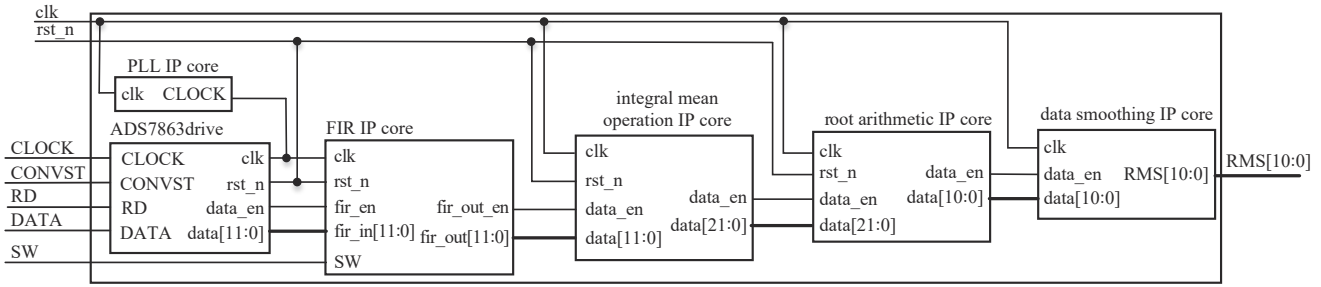 clk
rst_n
PLL IP core
clk CLOCK
ADS7863drive
CLOCK
CONVST
RD
DATA
SW
CLOCK clk
CONVST rst_n
RD data_en
DATA data[11:0]
FIR IP core
clk
rst_n
fir_en fir_out_en
fir_in[11:0] fir_out[11:0]
SW
integral mean
operation IP core
clk
rst_n
data_en data_en
data[11:0] data[21:0]
root arithmetic IP core
clk
rst_n data_en
data_en data[10:0]
data[21:0]
data smoothing IP core
clk
data_en RMS[10:0]
data[10:0]
RMS[10:0]